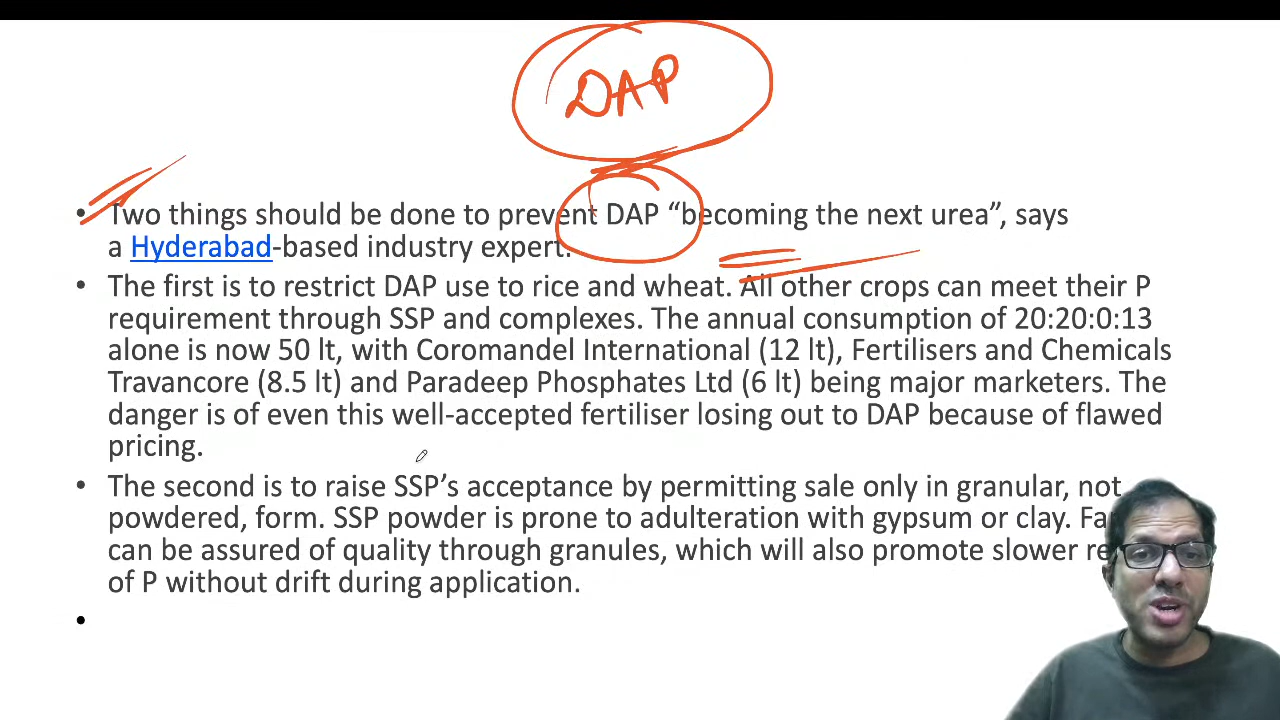 DAP
• Two things should be done to prevent DAP “becoming the next urea”, says
a Hyderabad-based industry expert.
• The first is to restrict DAP use to rice and wheat. All other crops can meet their P
requirement through SSP and complexes. The annual consumption of 20:20:0:13
alone is now 50 lt, with Coromandel International (12 lt), Fertilisers and Chemicals
Travancore (8.5 lt) and Paradeep Phosphates Ltd (6 lt) being major marketers. The
danger is of even this well-accepted fertiliser losing out to DAP because of flawed
pricing.
• The second is to raise SSP’s acceptance by permitting sale only in granular, not
powdered, form. SSP powder is prone to adulteration with gypsum or clay.
can be assured of quality through granules, which will also promote slower
of P without drift during application.
•